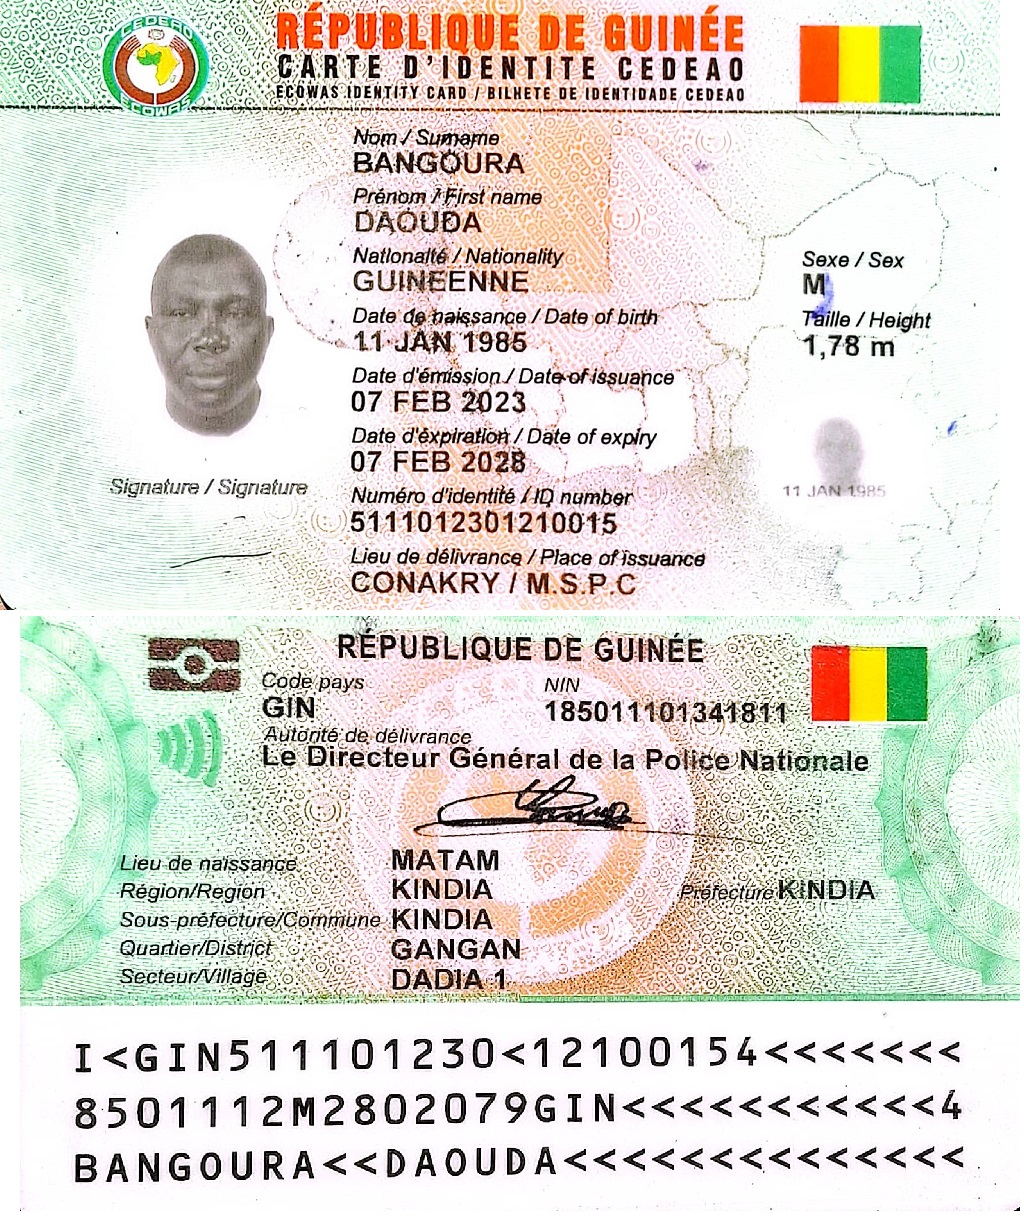 CEDEAO
ECOWAS
RÉPUBLIQUE DE GUINÉE
CARTE D'IDENTITE CEDEAO
ECOWAS IDENTITY CARD / BILHETE DE IDENTIDADE CEDEAO
Nom / Surname
BANGOURA
Prénom / First name
DAOUDA
Nationalité / Nationality
GUINEENNE
Sexe / Sex
M
Date de naissance / Date of birth
11 JAN 1985
Taille / Height
1,78 m
Date d'émission / Date of issuance
07 FEB 2023
Date d'expiration / Date of expiry
07 FEB 2028
Signature / Signature
11 JAN 1985
Numéro d'identité / ID number
5111012301210015
Lieu de délivrance / Place of issuance
CONAKRY / M.S.P.C
RÉPUBLIQUE DE GUINÉE
Code pays NIN
GIN 185011101341811
Autorité de délivrance
Le Directeur Général de la Police Nationale
Lieu de naissance MATAM
Région/Region KINDIA Préfecture KINDIA
Sous-préfecture/Commune KINDIA
Quartier/District GANGAN
Secteur/Village DADIA 1
I<GIN511101230<12100154<<<<<<<
8501112M2802079GIN<<<<<<<<<<<4
BANGOURA<<DAOUDA<<<<<<<<<<<<<<